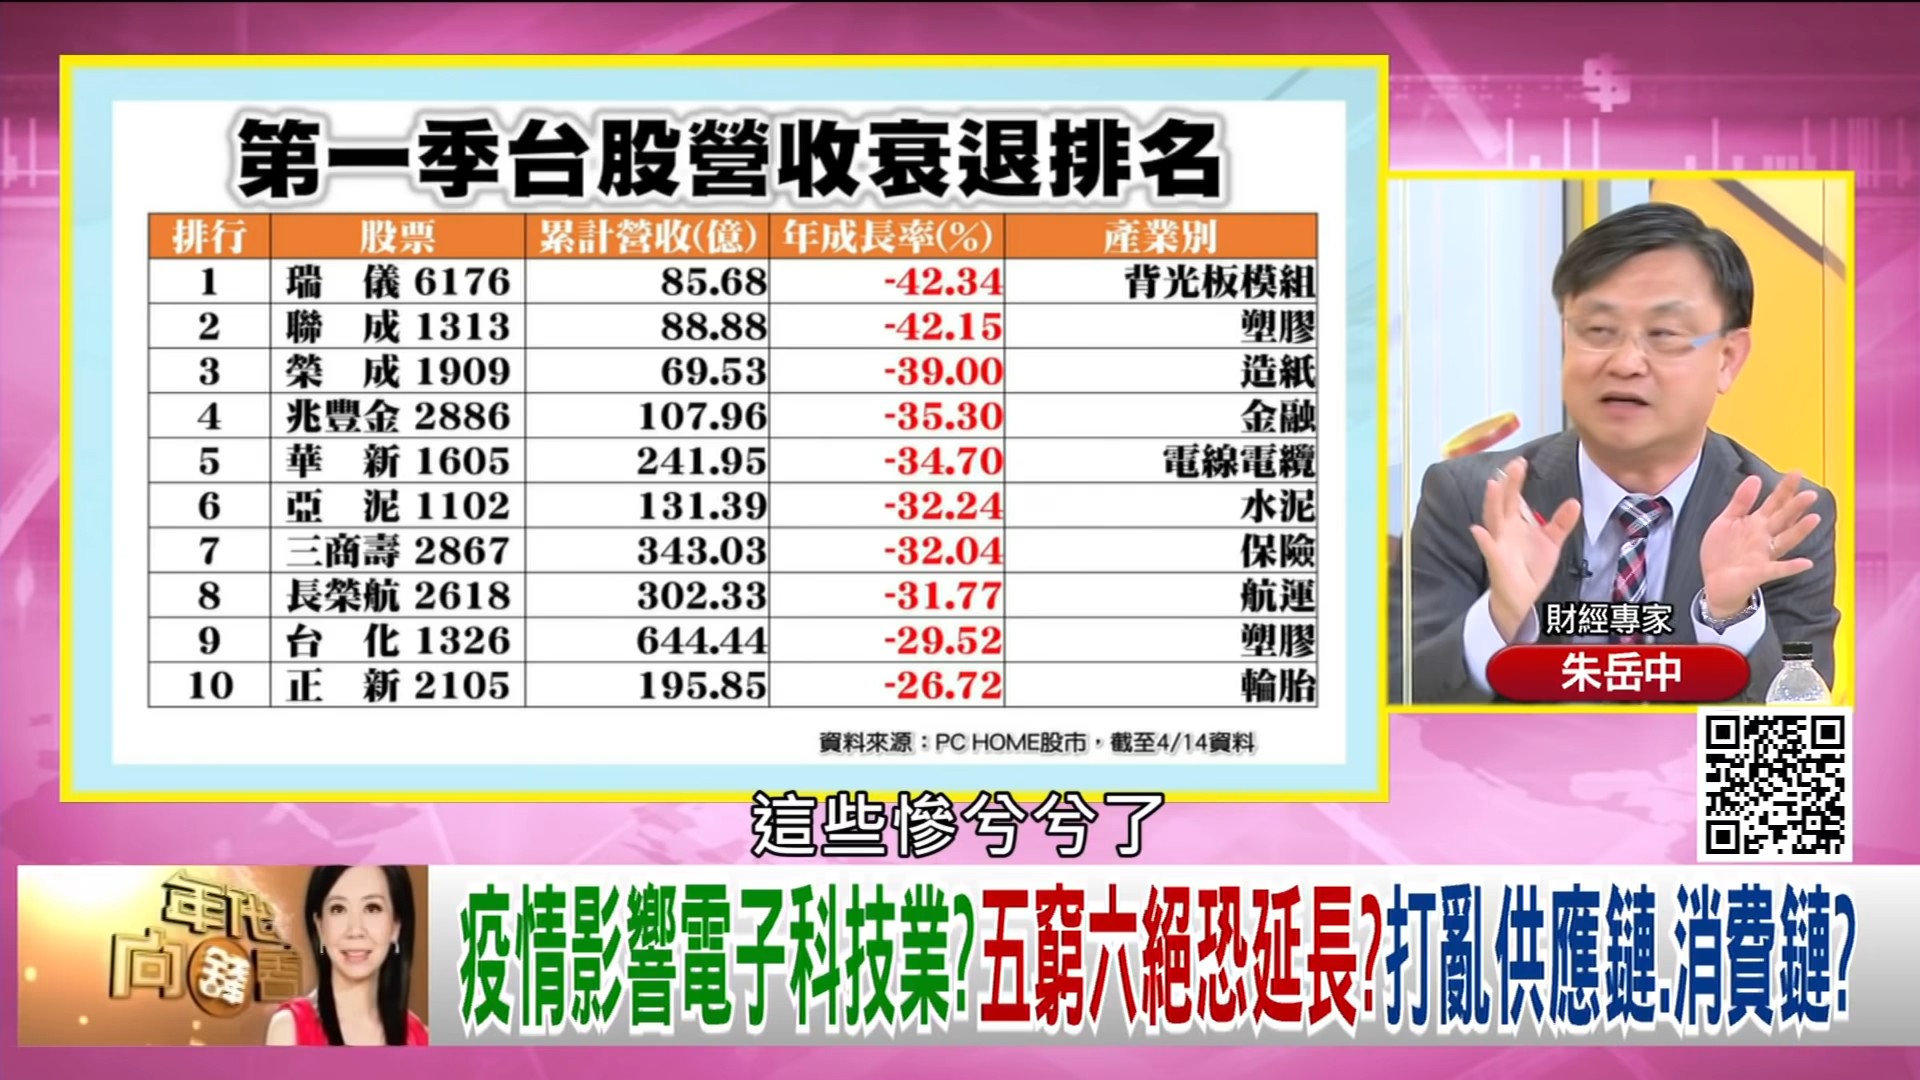 第一季台股營收衰退排名
排行 股票 累計營收(億) 年成長率(%) 產業別
1 瑞 儀 6176 85.68 -42.34 背光板模組
2 聯 成 1313 88.88 -42.15 塑膠
3 榮 成 1909 69.53 -39.00 造紙
4 兆豐金 2886 107.96 -35.30 金融
5 華 新 1605 241.95 -34.70 電線電纜
6 亞 泥 1102 131.39 -32.24 水泥
7 三商壽 2867 343.03 -32.04 保險
8 長榮航 2618 302.33 -31.77 航運
9 台 化 1326 644.44 -29.52 塑膠
10 正 新 2105 195.85 -26.72 輪胎
資料來源：PC HOME股市，截至4/14資料
財經專家
朱岳中
這些慘兮兮了
年代
向錢看
疫情影響電子科技業?五窮六絕恐延長?打亂供應鏈.消費鏈?